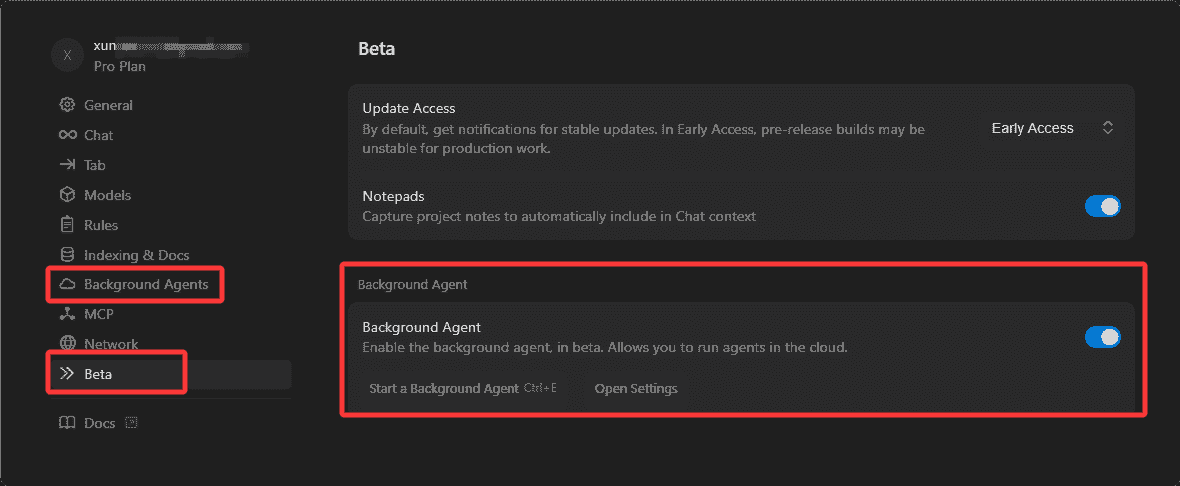 X
xun
Pro Plan
General
Chat
Tab
Models
Rules
Indexing & Docs
Background Agents
MCP
Network
Beta
Docs
Beta
Update Access
By default, get notifications for stable updates. In Early Access, pre-release builds may be
unstable for production work.
Early Access
Notepads
Capture project notes to automatically include in Chat context
Background Agent
Background Agent
Enable the background agent, in beta. Allows you to run agents in the cloud.
Start a Background Agent Ctrl+E
Open Settings